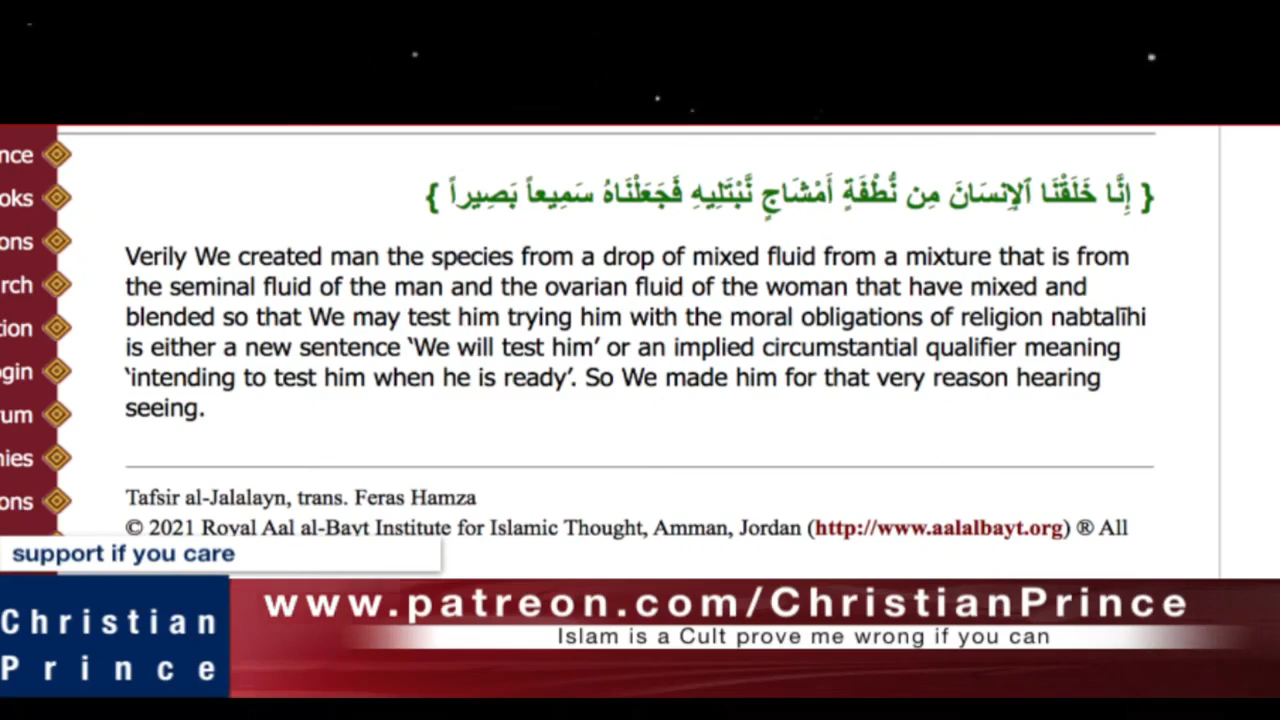 { إِنَّا خَلَقْنَا ٱلإِنسَانَ مِن نُّطْفَةٍ أَمْشَاجٍ نَّبْتَلِيهِ فَجَعَلْنَاهُ سَمِيعاً بَصِيراً }
nce
oks
ons
rch
tion
ogin
rum
nies
ons
Verily We created man the species from a drop of mixed fluid from a mixture that is from
the seminal fluid of the man and the ovarian fluid of the woman that have mixed and
blended so that We may test him trying him with the moral obligations of religion nabtalīhi
is either a new sentence ‘We will test him’ or an implied circumstantial qualifier meaning
‘intending to test him when he is ready’. So We made him for that very reason hearing
seeing.
Tafsir al-Jalalayn, trans. Feras Hamza
© 2021 Royal Aal al-Bayt Institute for Islamic Thought, Amman, Jordan (http://www.aalalbayt.org) ® All
support if you care
Christian
Prince
www.patreon.com/ChristianPrince
Islam is a Cult prove me wrong if you can